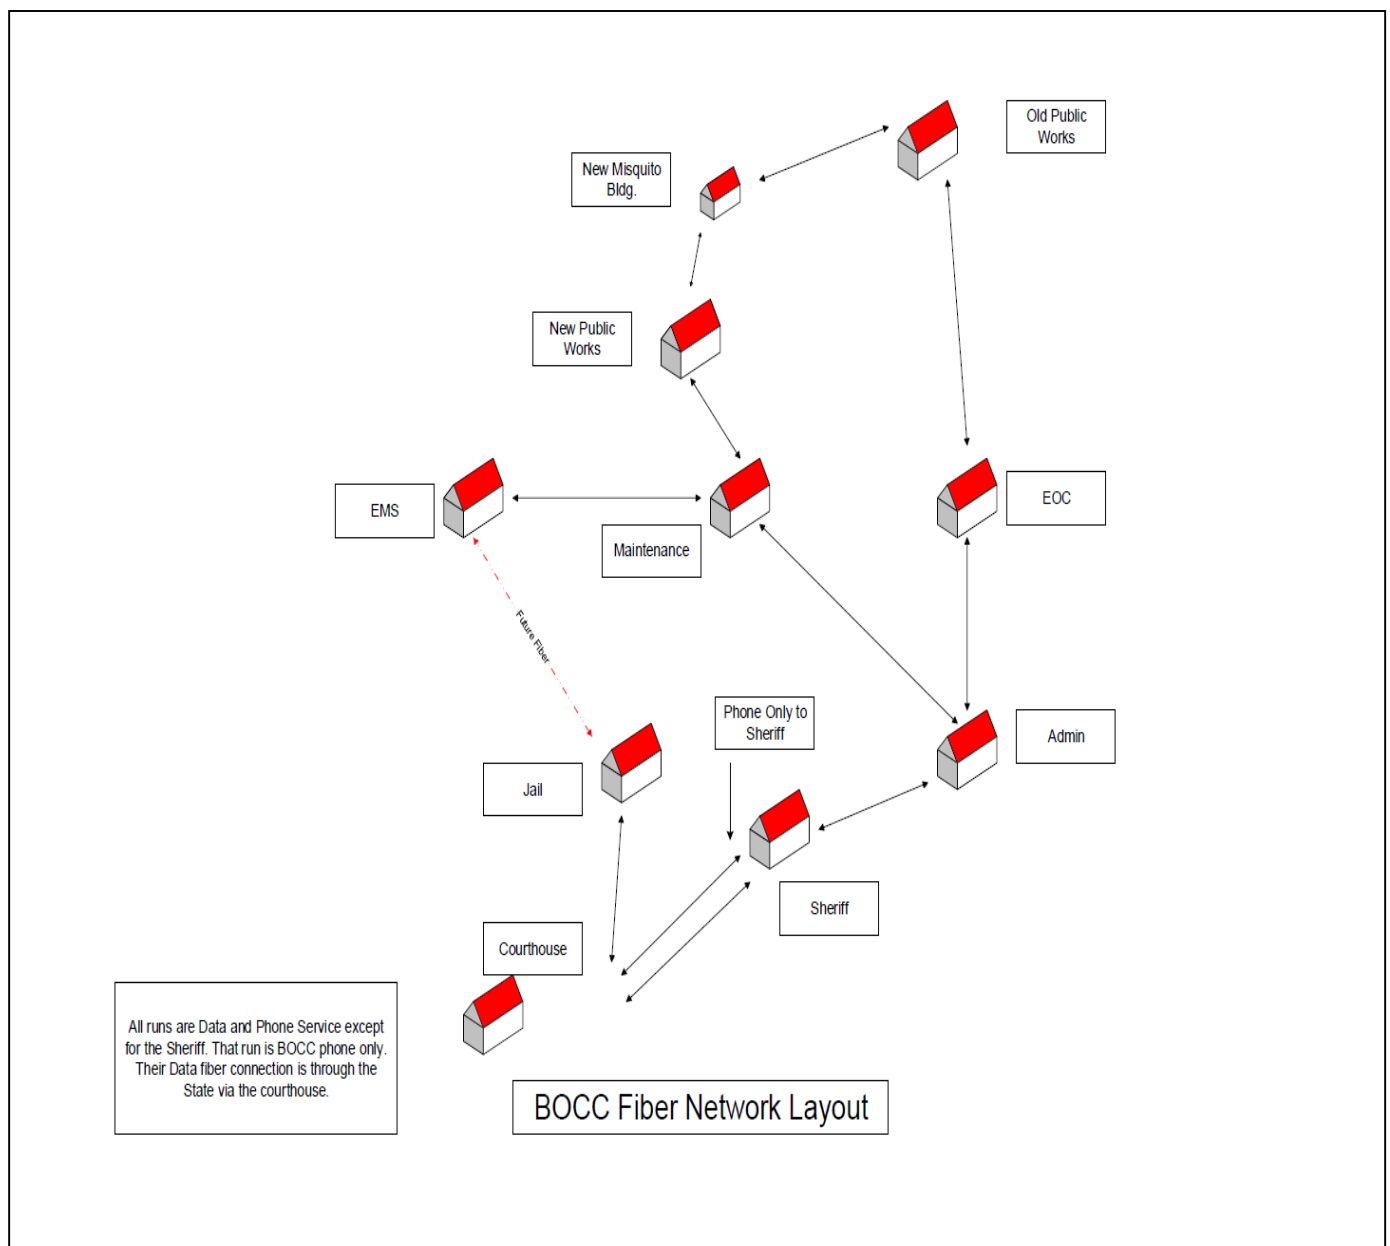 Old Public
Works
New Misquito
Bldg.
New Public
Works
EMS
Maintenance
EOC
Future Fiber
Phone Only to
Sheriff
Admin
Jail
Sheriff
Courthouse
All runs are Data and Phone Service except
for the Sheriff. That run is BOCC phone only.
Their Data fiber connection is through the
State via the courthouse.
BOCC Fiber Network Layout